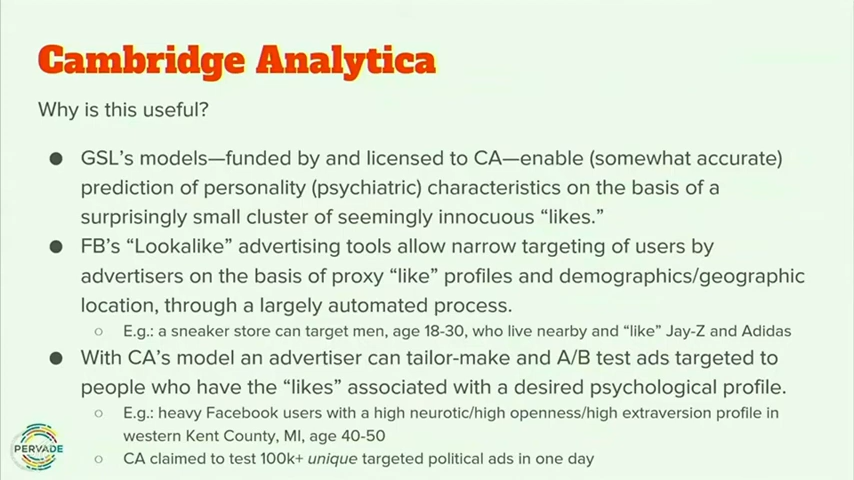 Cambridge Analytica
Why is this useful?
● GSL's models—funded by and licensed to CA—enable (somewhat accurate)
prediction of personality (psychiatric) characteristics on the basis of a
surprisingly small cluster of seemingly innocuous “likes.”
● FB's “Lookalike” advertising tools allow narrow targeting of users by
advertisers on the basis of proxy “like” profiles and demographics/geographic
location, through a largely automated process.
○ E.g.: a sneaker store can target men, age 18-30, who live nearby and “like” Jay-Z and Adidas
● With CA's model an advertiser can tailor-make and A/B test ads targeted to
people who have the “likes” associated with a desired psychological profile.
○ E.g.: heavy Facebook users with a high neurotic/high openness/high extraversion profile in
western Kent County, MI, age 40-50
○ CA claimed to test 100k+ unique targeted political ads in one day
PERVADE